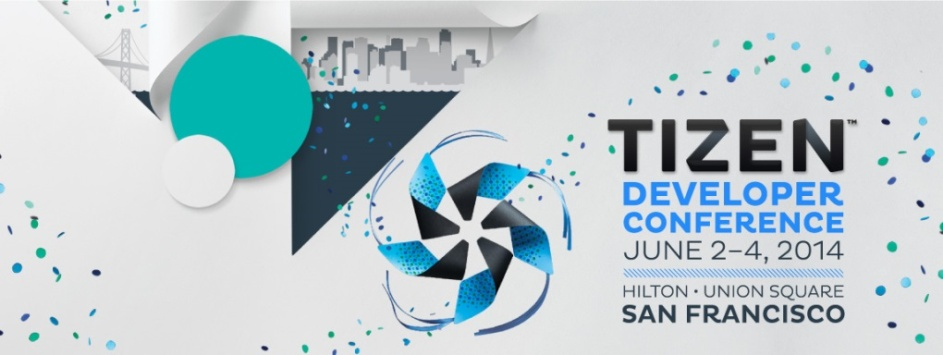 TIZEN™
DEVELOPER
CONFERENCE
JUNE 2–4, 2014
HILTON • UNION SQUARE
SAN FRANCISCO